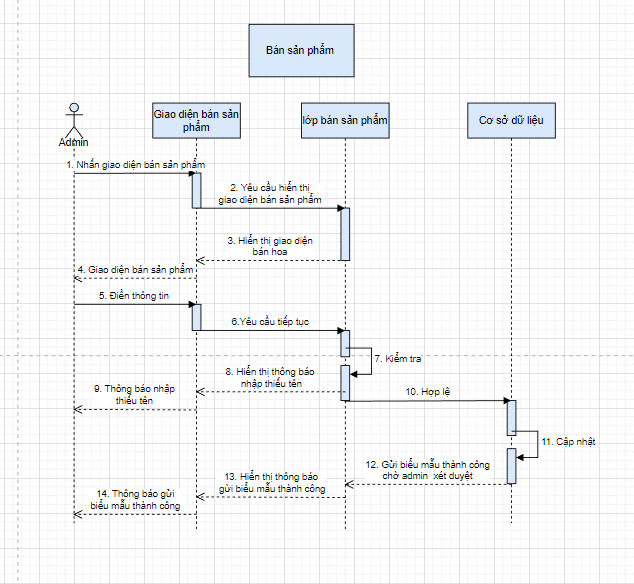 Bán sản phẩm
Giao diện bán sản
phẩm
lớp bán sản phẩm
Cơ sở dữ liệu
Admin
1. Nhấn giao diện bán sản phẩm
2. Yêu cầu hiển thị
giao diện bán sản phẩm
3. Hiển thị giao diện
bán hoa
4. Giao diện bán sản phẩm
5. Điền thông tin
6.Yêu cầu tiếp tục
7. Kiểm tra
8. Hiển thị thông báo
nhập thiếu tên
9. Thông báo nhập
thiếu tên
10. Hợp lệ
11. Cập nhật
12. Gửi biểu mẫu thành công
chờ admin xét duyệt
13. Hiển thị thông báo
gửi biểu mẫu thành công
14. Thông báo gửi
biểu mẫu thành công